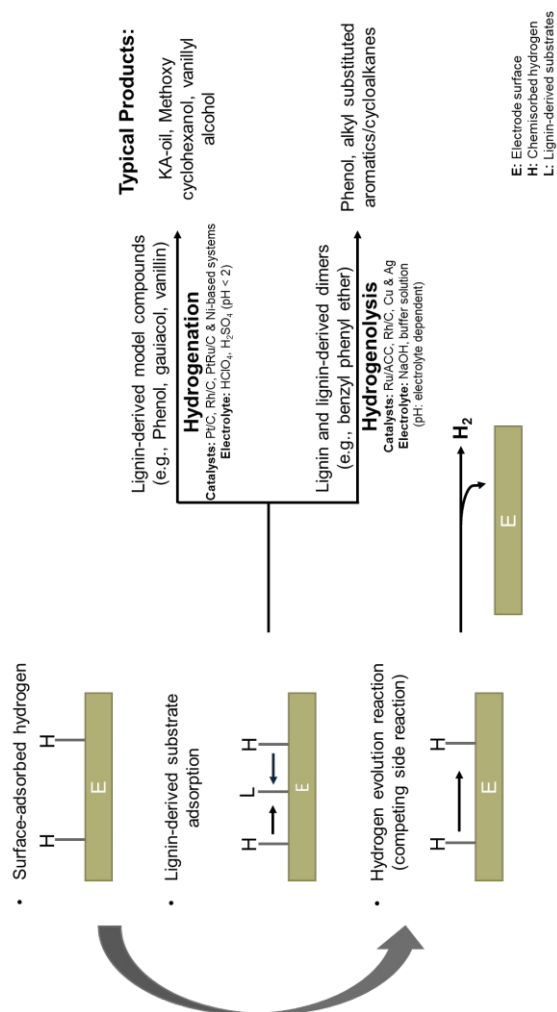 • Surface-adsorbed hydrogen
H H
E
• Lignin-derived substrate
adsorption
H L H
E
• Hydrogen evolution reaction
(competing side reaction)
H H
E
Lignin-derived model compounds
(e.g., Phenol, gauiacol, vanillin)
Hydrogenation
Catalysts: Pt/C, Rh/C, PtRu/C & Ni-based systems
Electrolyte: HClO₄, H₂SO₄ (pH < 2)
Typical Products:
KA-oil, Methoxy
cyclohexanol, vanillyl
alcohol
Lignin and lignin-derived dimers
(e.g., benzyl phenyl ether)
Hydrogenolysis
Catalysts: Ru/ACC, Rh/C, Cu & Ag
Electrolyte: NaOH, buffer solution
(pH: electrolyte dependent)
Phenol, alkyl substituted
aromatics/cycloalkanes
H₂
E
E: Electrode surface
H: Chemisorbed hydrogen
L: Lignin-derived substrates